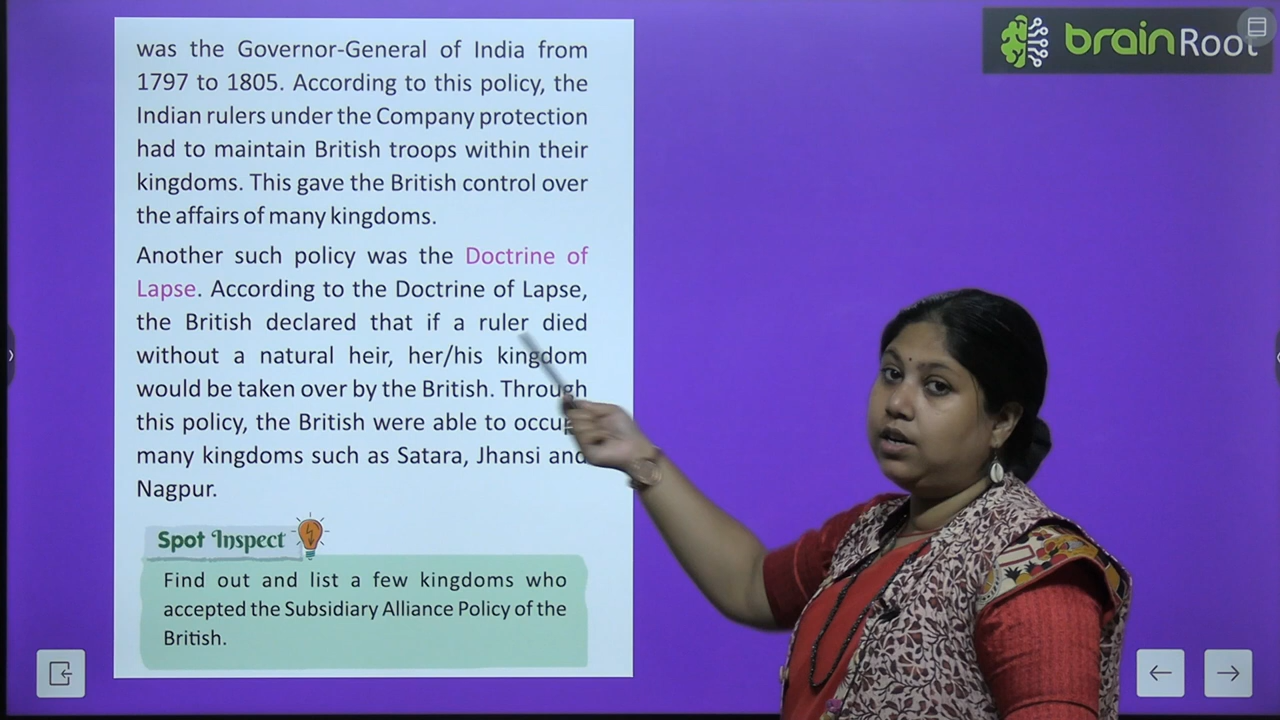 was the Governor-General of India from
1797 to 1805. According to this policy, the
Indian rulers under the Company protection
had to maintain British troops within their
kingdoms. This gave the British control over
the affairs of many kingdoms.
Another such policy was the Doctrine of
Lapse. According to the Doctrine of Lapse,
the British declared that if a ruler died
without a natural heir, her/his kingdom
would be taken over by the British. Through
this policy, the British were able to
many kingdoms such as Satara, Jhansi and
Nagpur.
Spot Inspect
Find out and list a few kingdoms who
accepted the Subsidiary Alliance Policy of the
British.
brainRoot